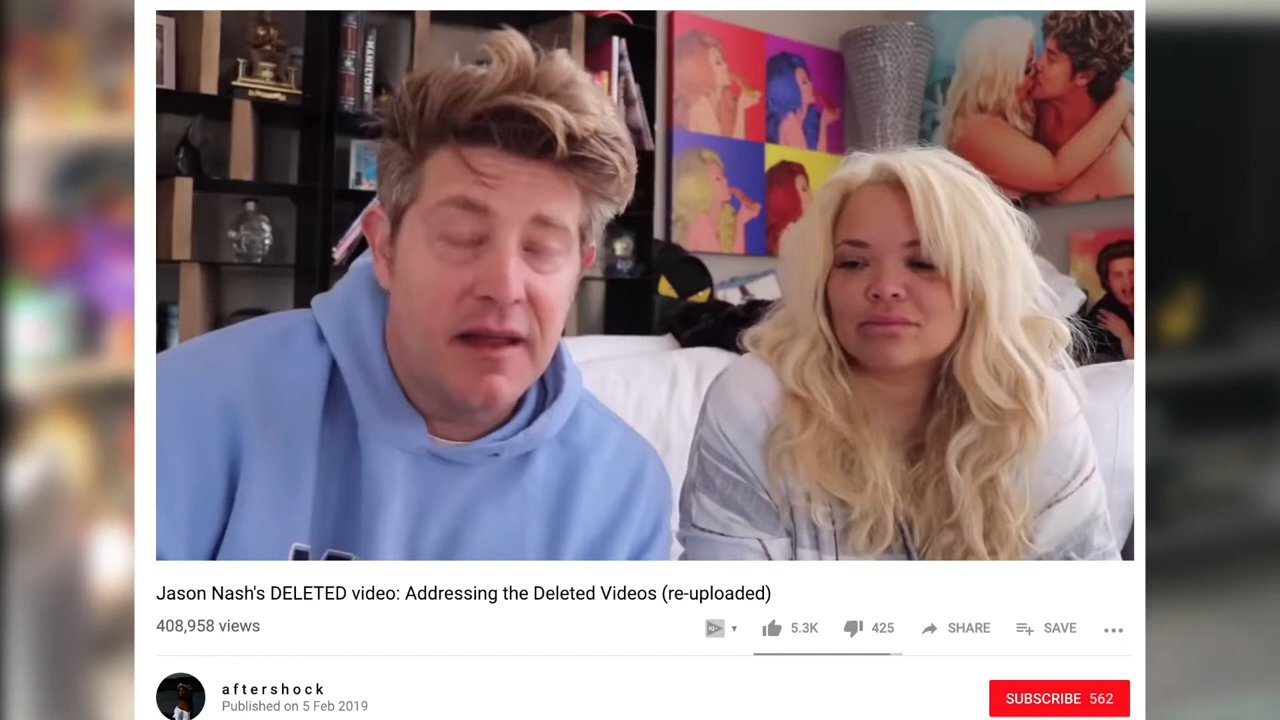 HAMILTON
Jason Nash's DELETED video: Addressing the Deleted Videos (re-uploaded)
408,958 views
5.3K
425
SHARE
SAVE
aftershock
Published on 5 Feb 2019
SUBSCRIBE 562